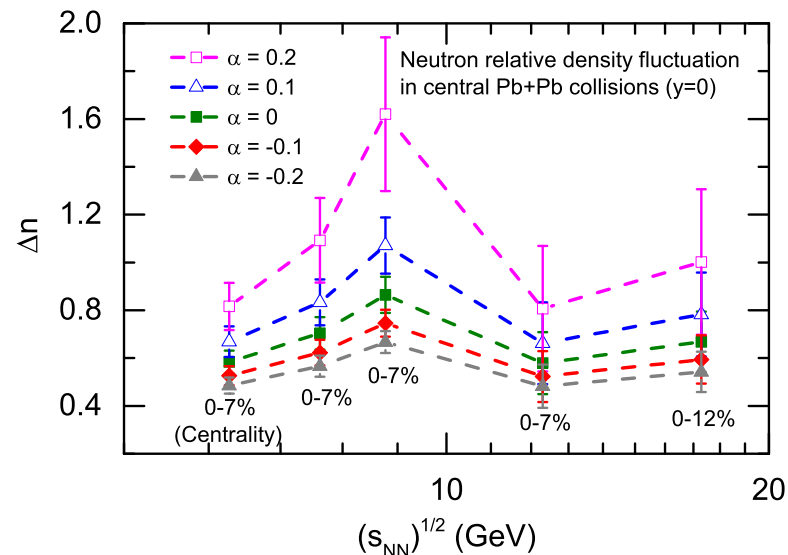 2.0
1.6
1.2
0.8
0.4
Δn
α = 0.2
α = 0.1
α = 0
α = -0.1
α = -0.2
Neutron relative density fluctuation
in central Pb+Pb collisions (y=0)
0-7%
(Centrality)
0-7%
0-7%
0-7%
0-12%
10
20
(s_NN)^1/2 (GeV)